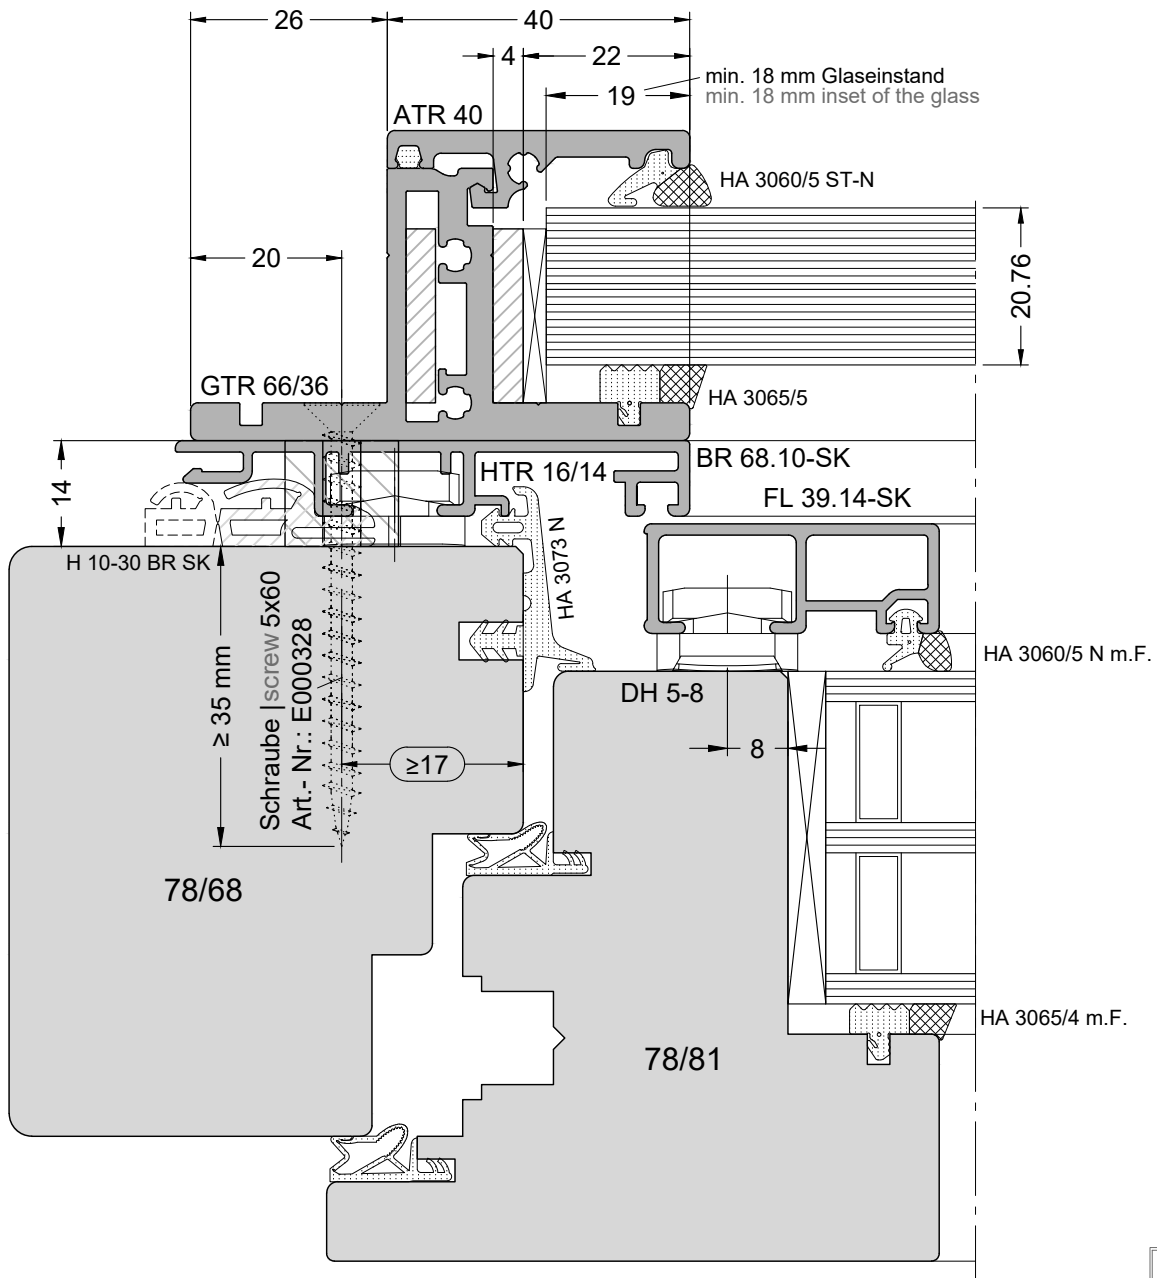 26
40
4
22
19
min. 18 mm Glaseinstand
min. 18 mm inset of the glass
ATR 40
HA 3060/5 ST-N
20
20.76
GTR 66/36
HA 3065/5
14
HTR 16/14
BR 68.10-SK
FL 39.14-SK
H 10-30 BR SK
HA 3073 N
Schraube | screw 5x60
Art.- Nr.: E000328
≥ 35 mm
HA 3060/5 N m.F.
DH 5-8
8
≥17
78/68
HA 3065/4 m.F.
78/81